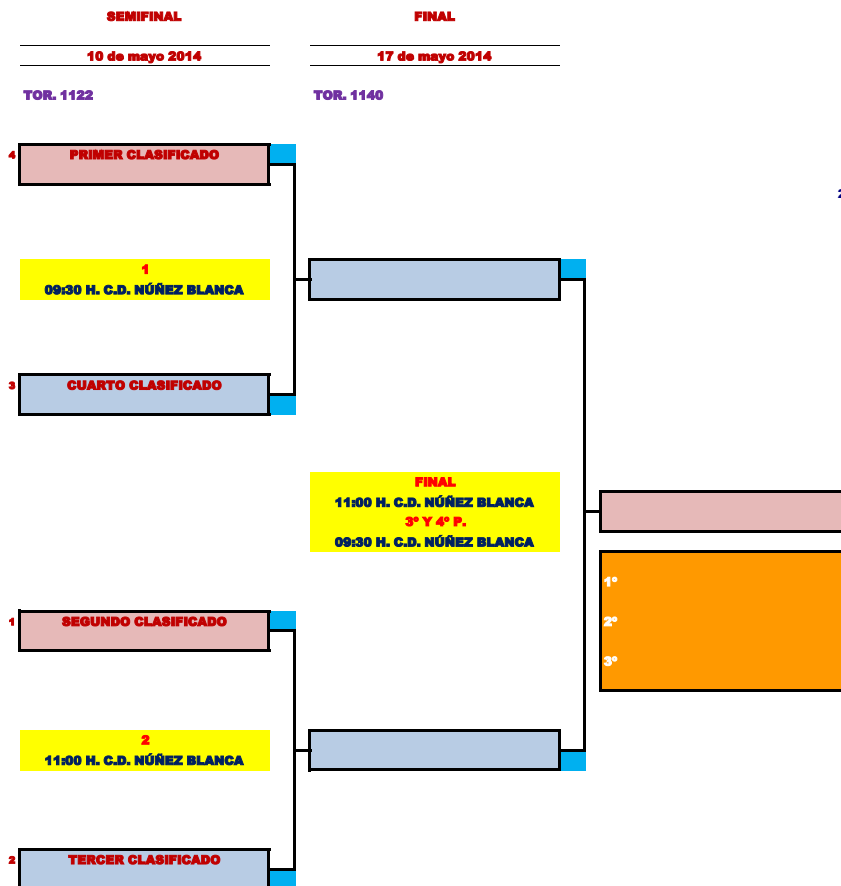 SEMIFINAL
FINAL
10 de mayo 2014
17 de mayo 2014
TOR. 1122
TOR. 1140
4
PRIMER CLASIFICADO
1
09:30 H. C.D. NÚÑEZ BLANCA
3
CUARTO CLASIFICADO
FINAL
11:00 H. C.D. NÚÑEZ BLANCA
3º Y 4º P.
09:30 H. C.D. NÚÑEZ BLANCA
1º
2º
3º
1
SEGUNDO CLASIFICADO
2
11:00 H. C.D. NÚÑEZ BLANCA
2
TERCER CLASIFICADO